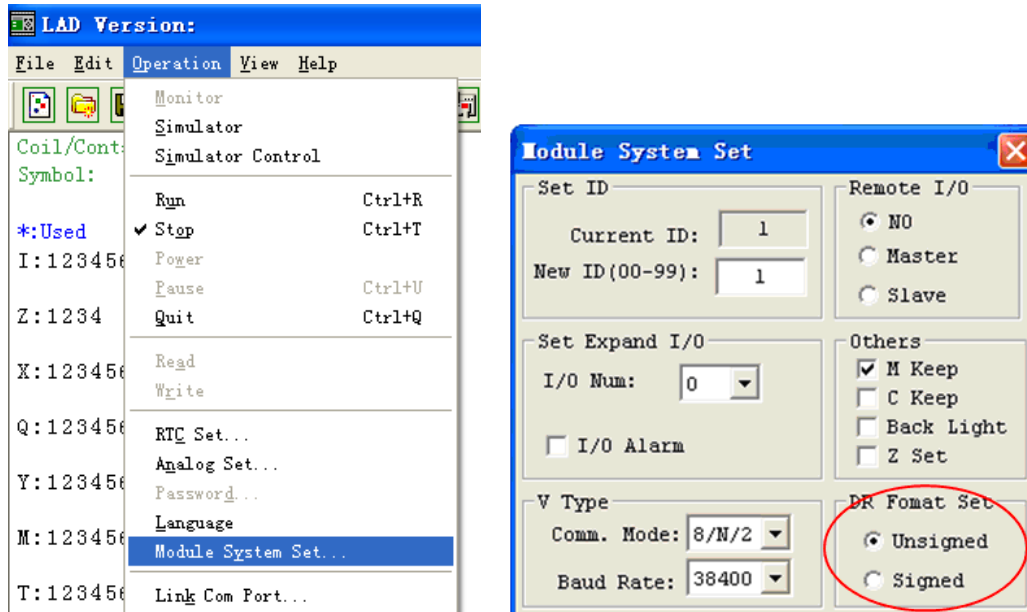 LAD Version:
File Edit Operation View Help
Monitor
Simulator
Simulator Control
Run Ctrl+R
Stop Ctrl+T
Power
Pause Ctrl+U
Quit Ctrl+Q
Read
Write
RTC Set...
Analog Set...
Password...
Language
Module System Set...
Link Com Port...
Coil/Cont
Symbol:
*:Used
I:123456
Z:1234
X:123456
Q:123456
Y:123456
M:123456
T:123456
Module System Set
Set ID
Current ID: 1
New ID(00-99): 1
Remote I/O
NO
Master
Slave
Set Expand I/O
I/O Num: 0
I/O Alarm
Others
M Keep
C Keep
Back Light
Z Set
V Type
Comm. Mode: 8/N/2
Baud Rate: 38400
DR Fomat Set
Unsigned
Signed